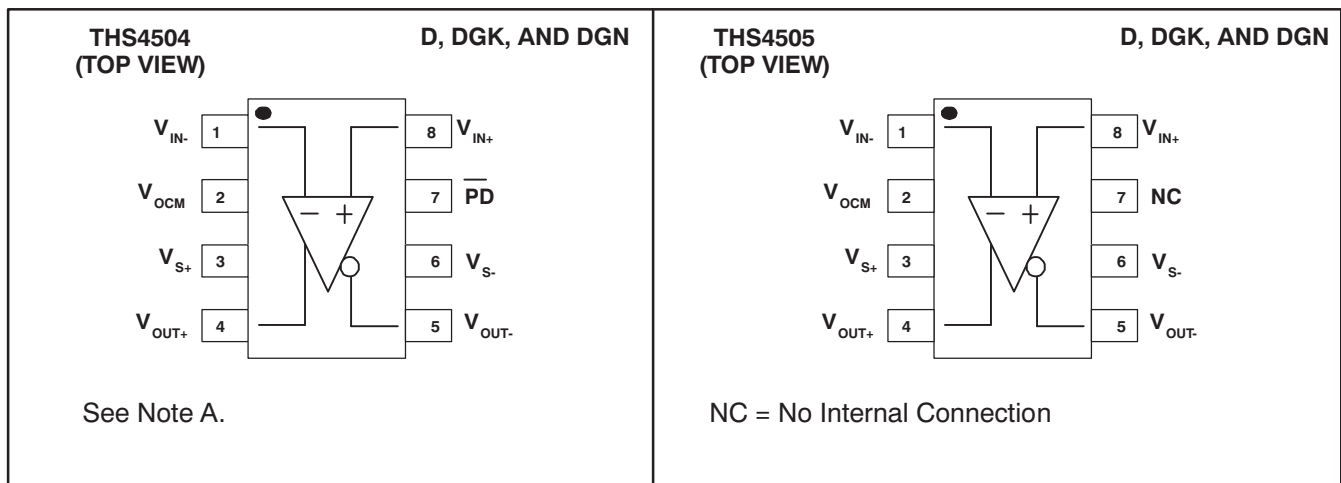 THS4504
(TOP VIEW)
D, DGK, AND DGN
V_IN- 1
8 V_IN+
V_OCM 2
7 P̅D̅
V_S+ 3
6 V_S-
V_OUT+ 4
5 V_OUT-
− +
See Note A.
THS4505
(TOP VIEW)
D, DGK, AND DGN
V_IN- 1
8 V_IN+
V_OCM 2
7 NC
V_S+ 3
6 V_S-
V_OUT+ 4
5 V_OUT-
− +
NC = No Internal Connection